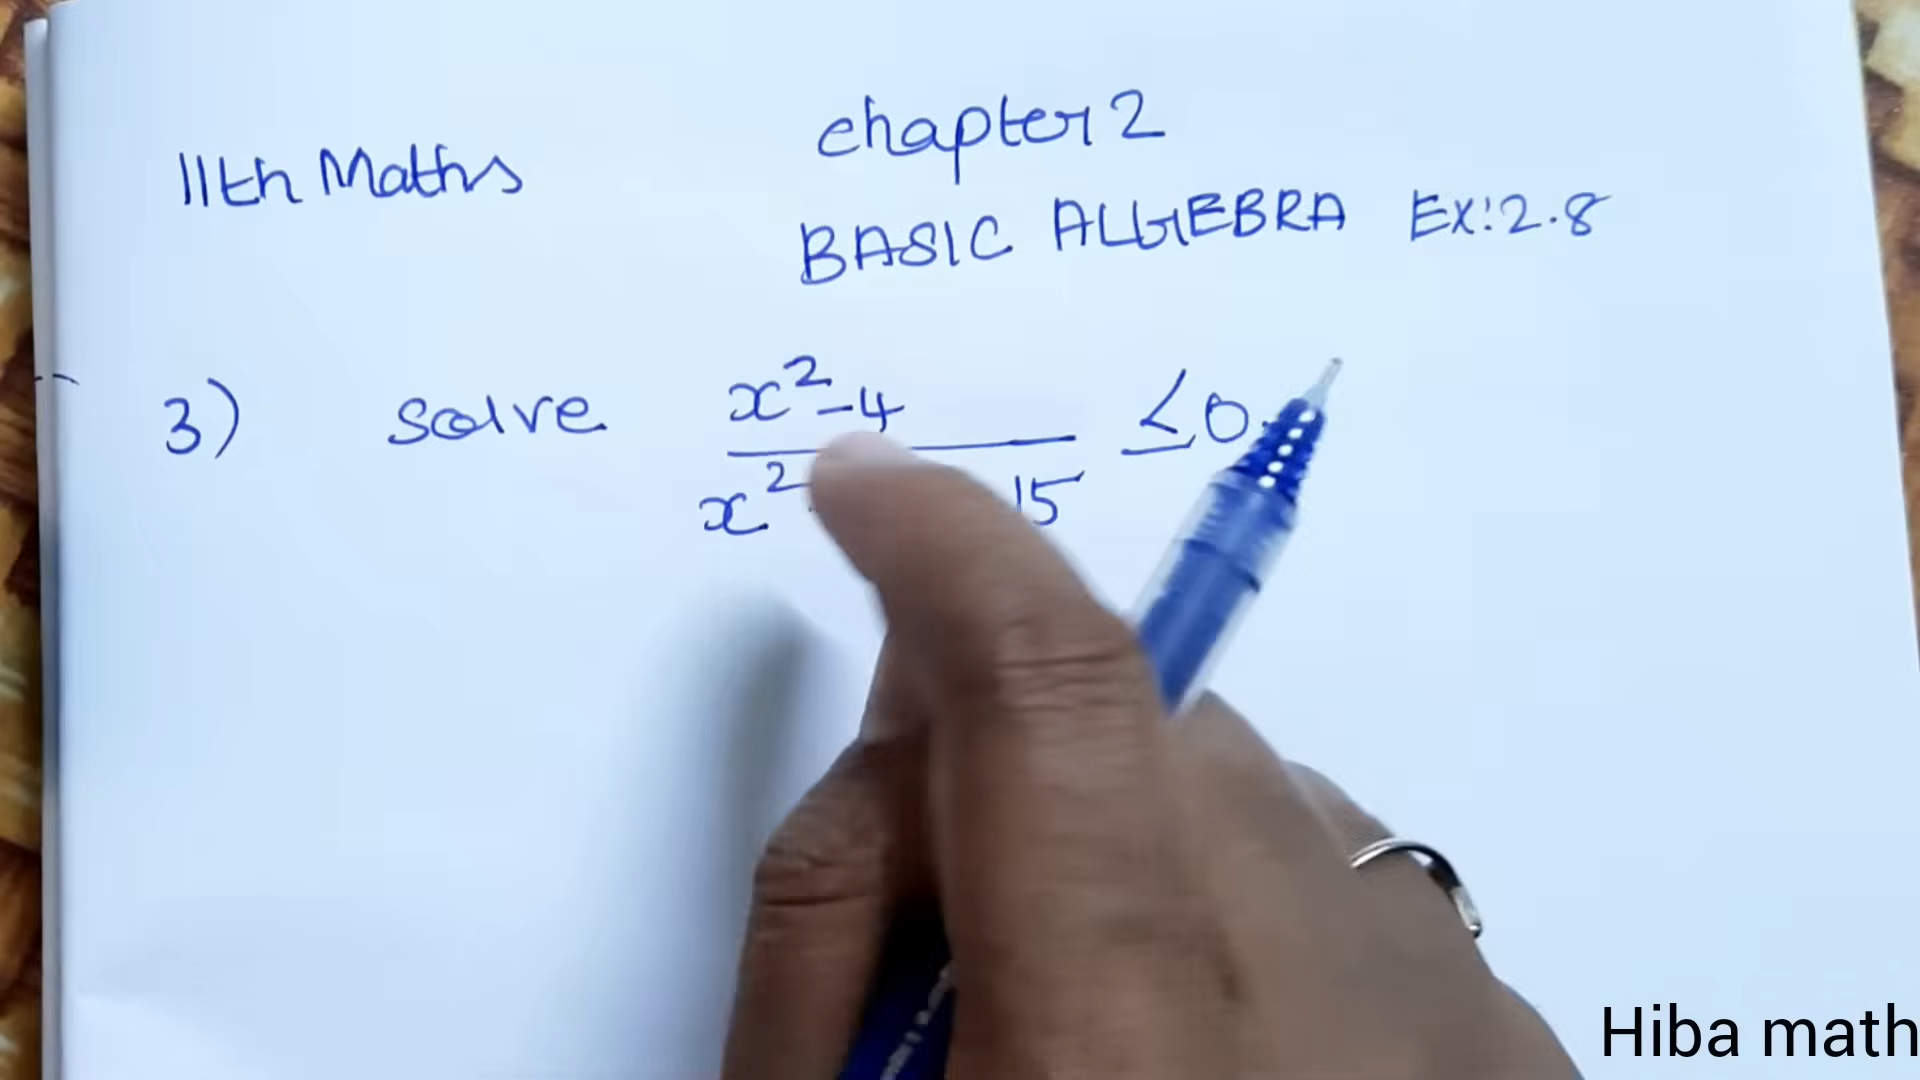 chapter 2
11th Maths
BASIC ALGEBRA EX:2.8
3) Solve x²-4 / x² 15 ≤0.
Hiba math